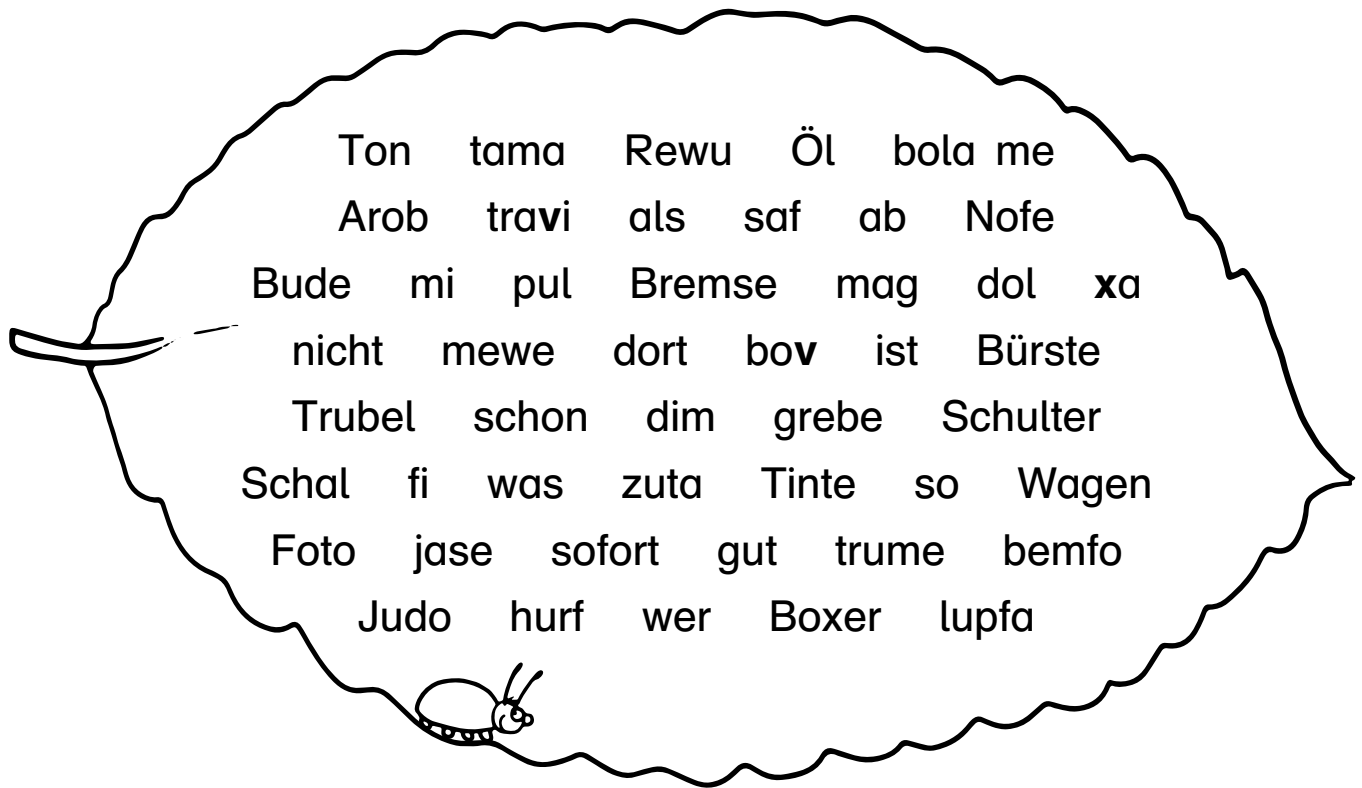 Ton tama Rewu Öl bola me
Arob travi als saf ab Nofe
Bude mi pul Bremse mag dol xa
nicht mewe dort bov ist Bürste
Trubel schon dim grebe Schulter
Schal fi was zuta Tinte so Wagen
Foto jase sofort gut trume bemfo
Judo hurf wer Boxer lupfa